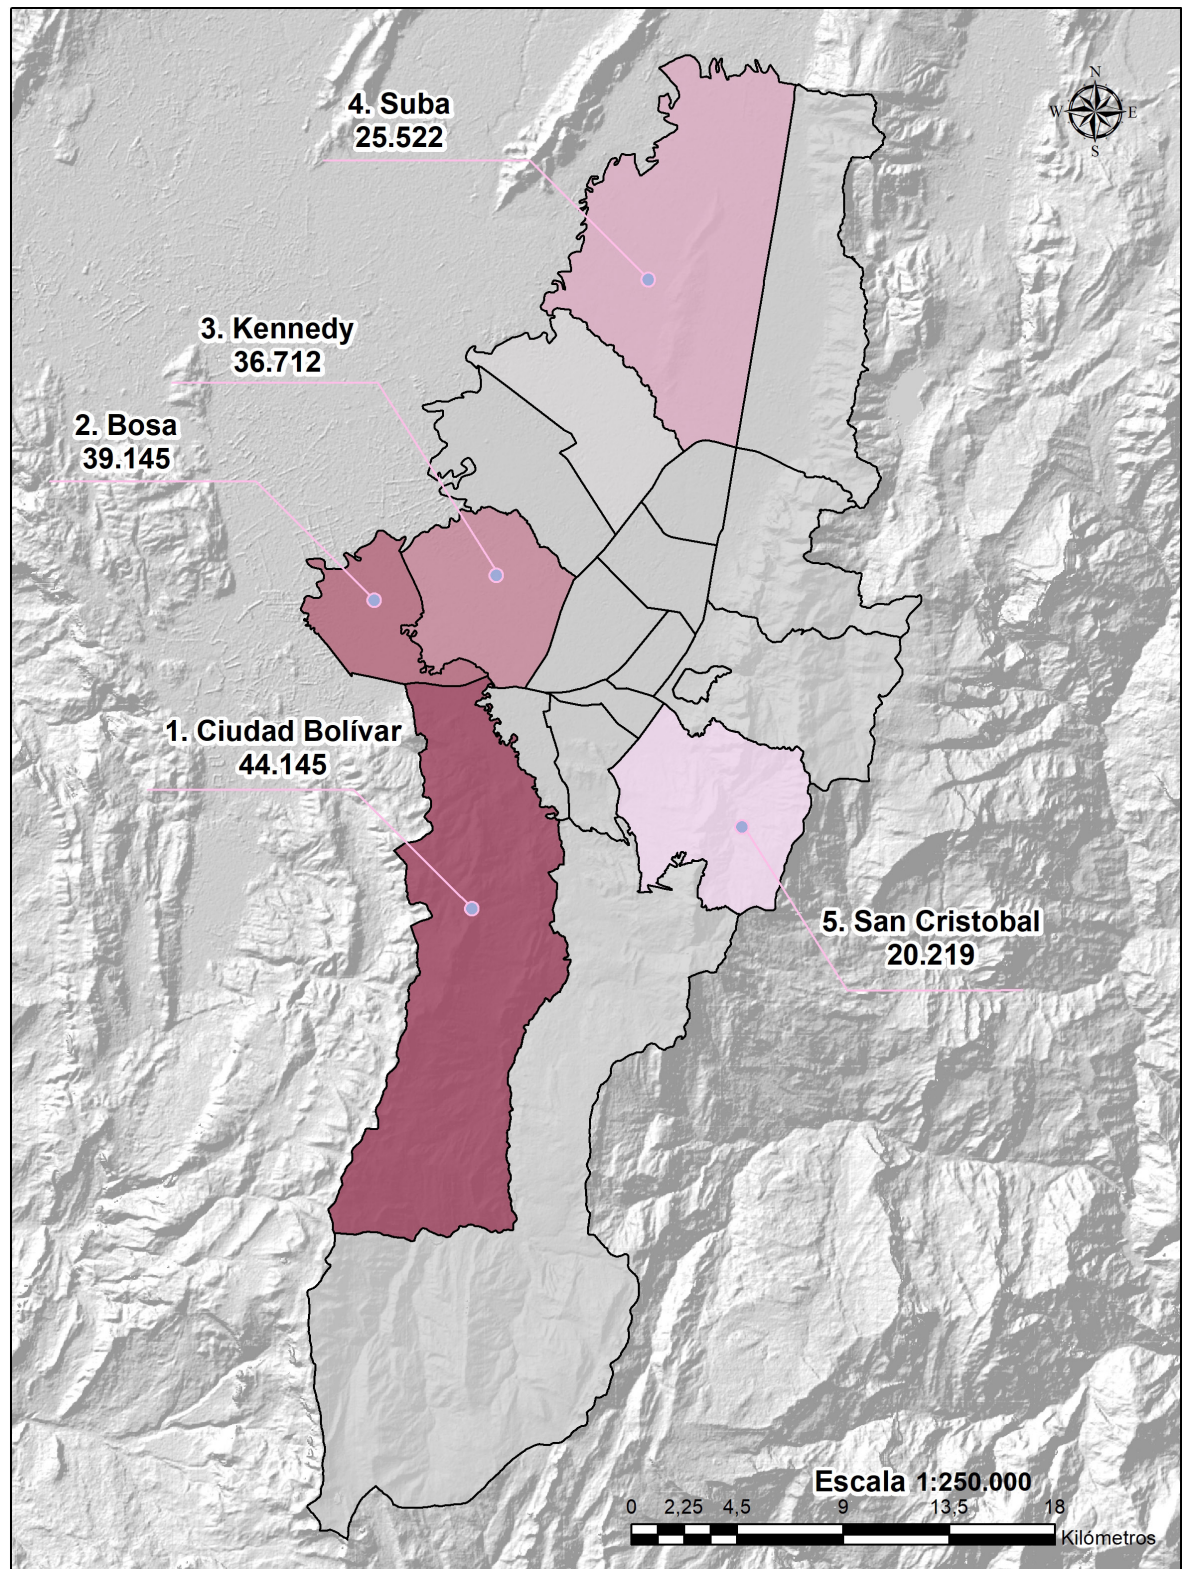 N
W E
S
4. Suba
25.522
3. Kennedy
36.712
2. Bosa
39.145
1. Ciudad Bolívar
44.145
5. San Cristobal
20.219
Escala 1:250.000
0 2,25 4,5 9 13,5 18
Kilómetros